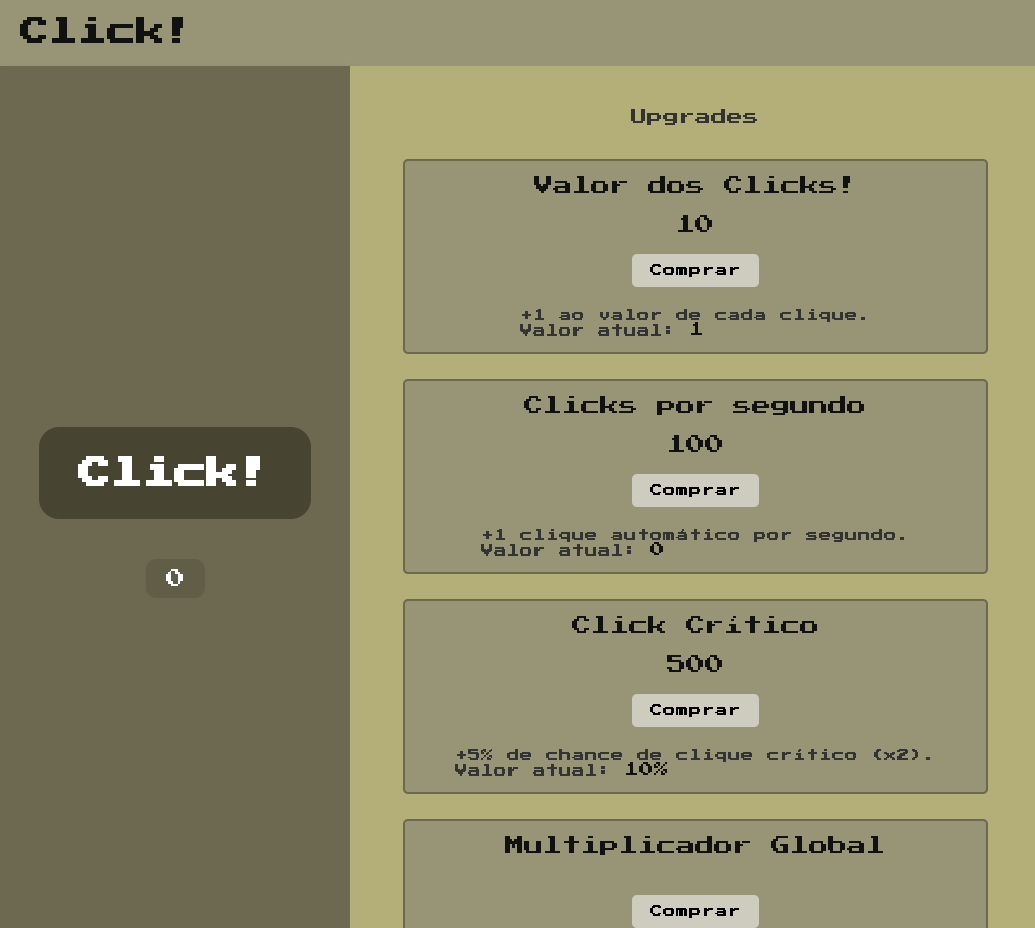 Click!
Click!
0
Upgrades
Valor dos Clicks!
10
Comprar
+1 ao valor de cada clique.
Valor atual: 1
Clicks por segundo
100
Comprar
+1 clique automático por segundo.
Valor atual: 0
Click Crítico
500
Comprar
+5% de chance de clique crítico (x2).
Valor atual: 10%
Multiplicador Global
Comprar